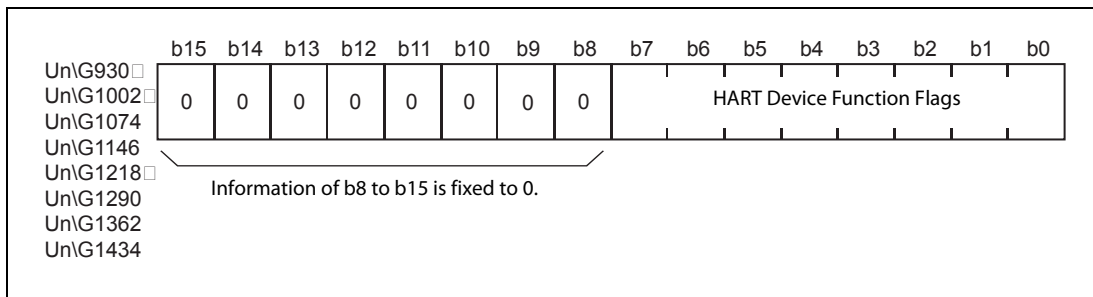 b15 b14 b13 b12 b11 b10 b9 b8 b7 b6 b5 b4 b3 b2 b1 b0
Un\G930□
Un\G1002□
0 0 0 0 0 0 0 0 HART Device Function Flags
Un\G1074
Un\G1146
Un\G1218□
Information of b8 to b15 is fixed to 0.
Un\G1290
Un\G1362
Un\G1434